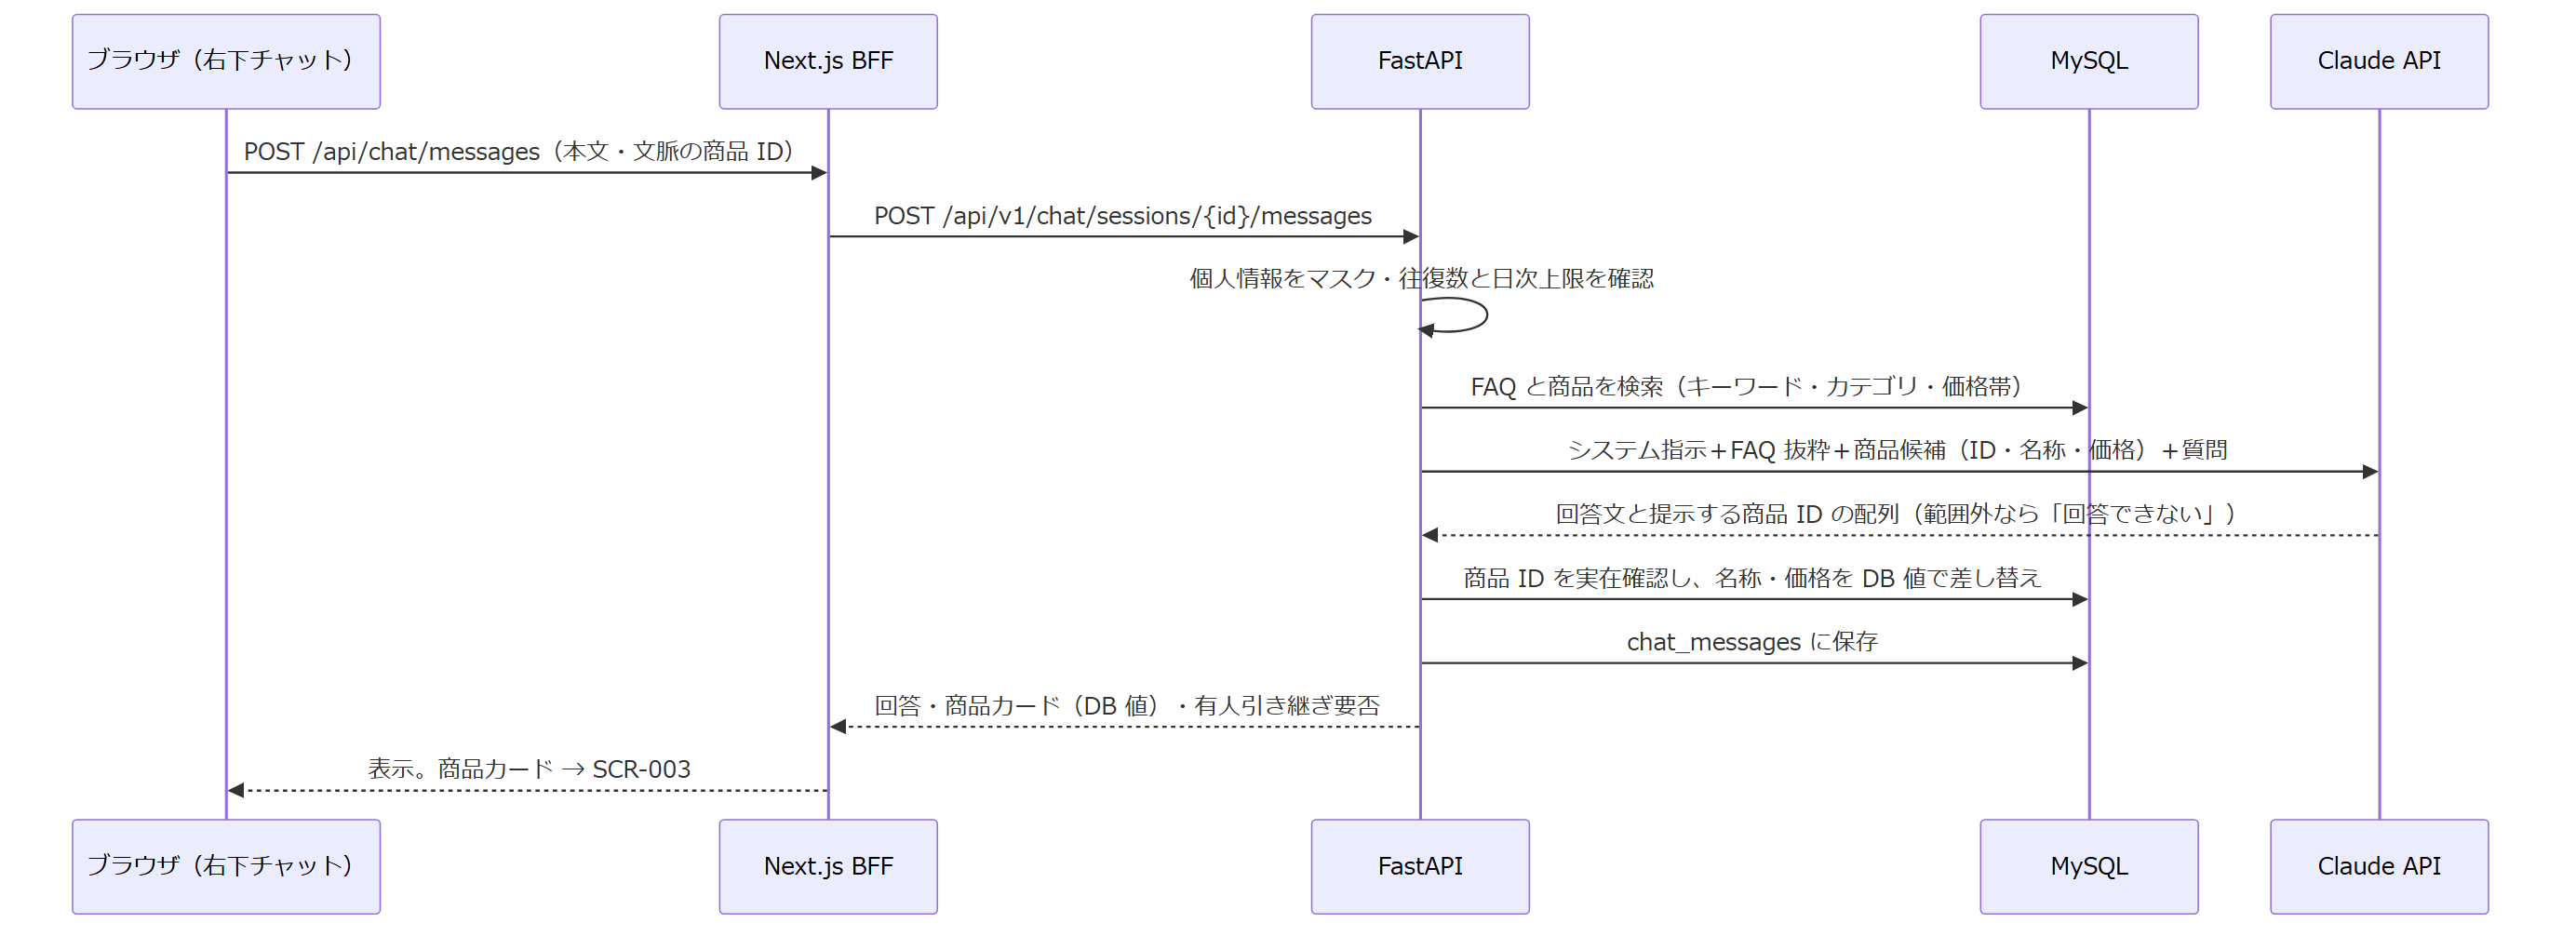 ブラウザ（右下チャット）
Next.js BFF
FastAPI
MySQL
Claude API
POST /api/chat/messages（本文・文脈の商品 ID）
POST /api/v1/chat/sessions/{id}/messages
個人情報をマスク・往復数と日次上限を確認
FAQ と商品を検索（キーワード・カテゴリ・価格帯）
システム指示＋FAQ 抜粋＋商品候補（ID・名称・価格）＋質問
回答文と提示する商品 ID の配列（範囲外なら「回答できない」）
商品 ID を実在確認し、名称・価格を DB 値で差し替え
chat_messages に保存
回答・商品カード（DB 値）・有人引き継ぎ要否
表示。商品カード → SCR-003
ブラウザ（右下チャット）
Next.js BFF
FastAPI
MySQL
Claude API